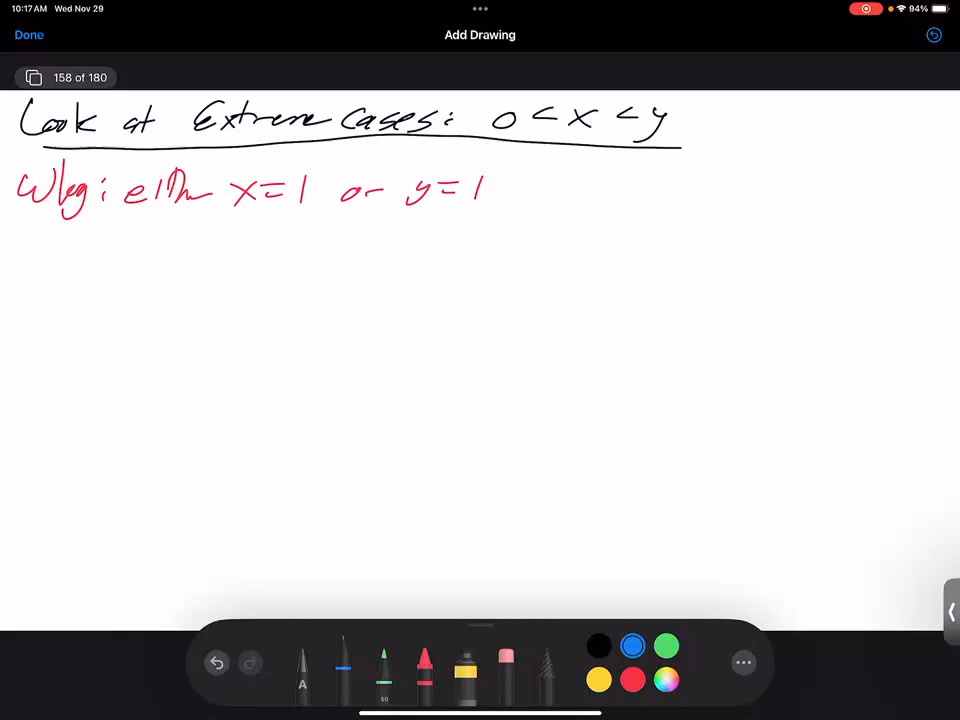 10:17 AM Wed Nov 29
94%
Done
Add Drawing
158 of 180
Look at Extreme Cases: 0 < x < y
Wlog: either x = 1 or y = 1
A
50